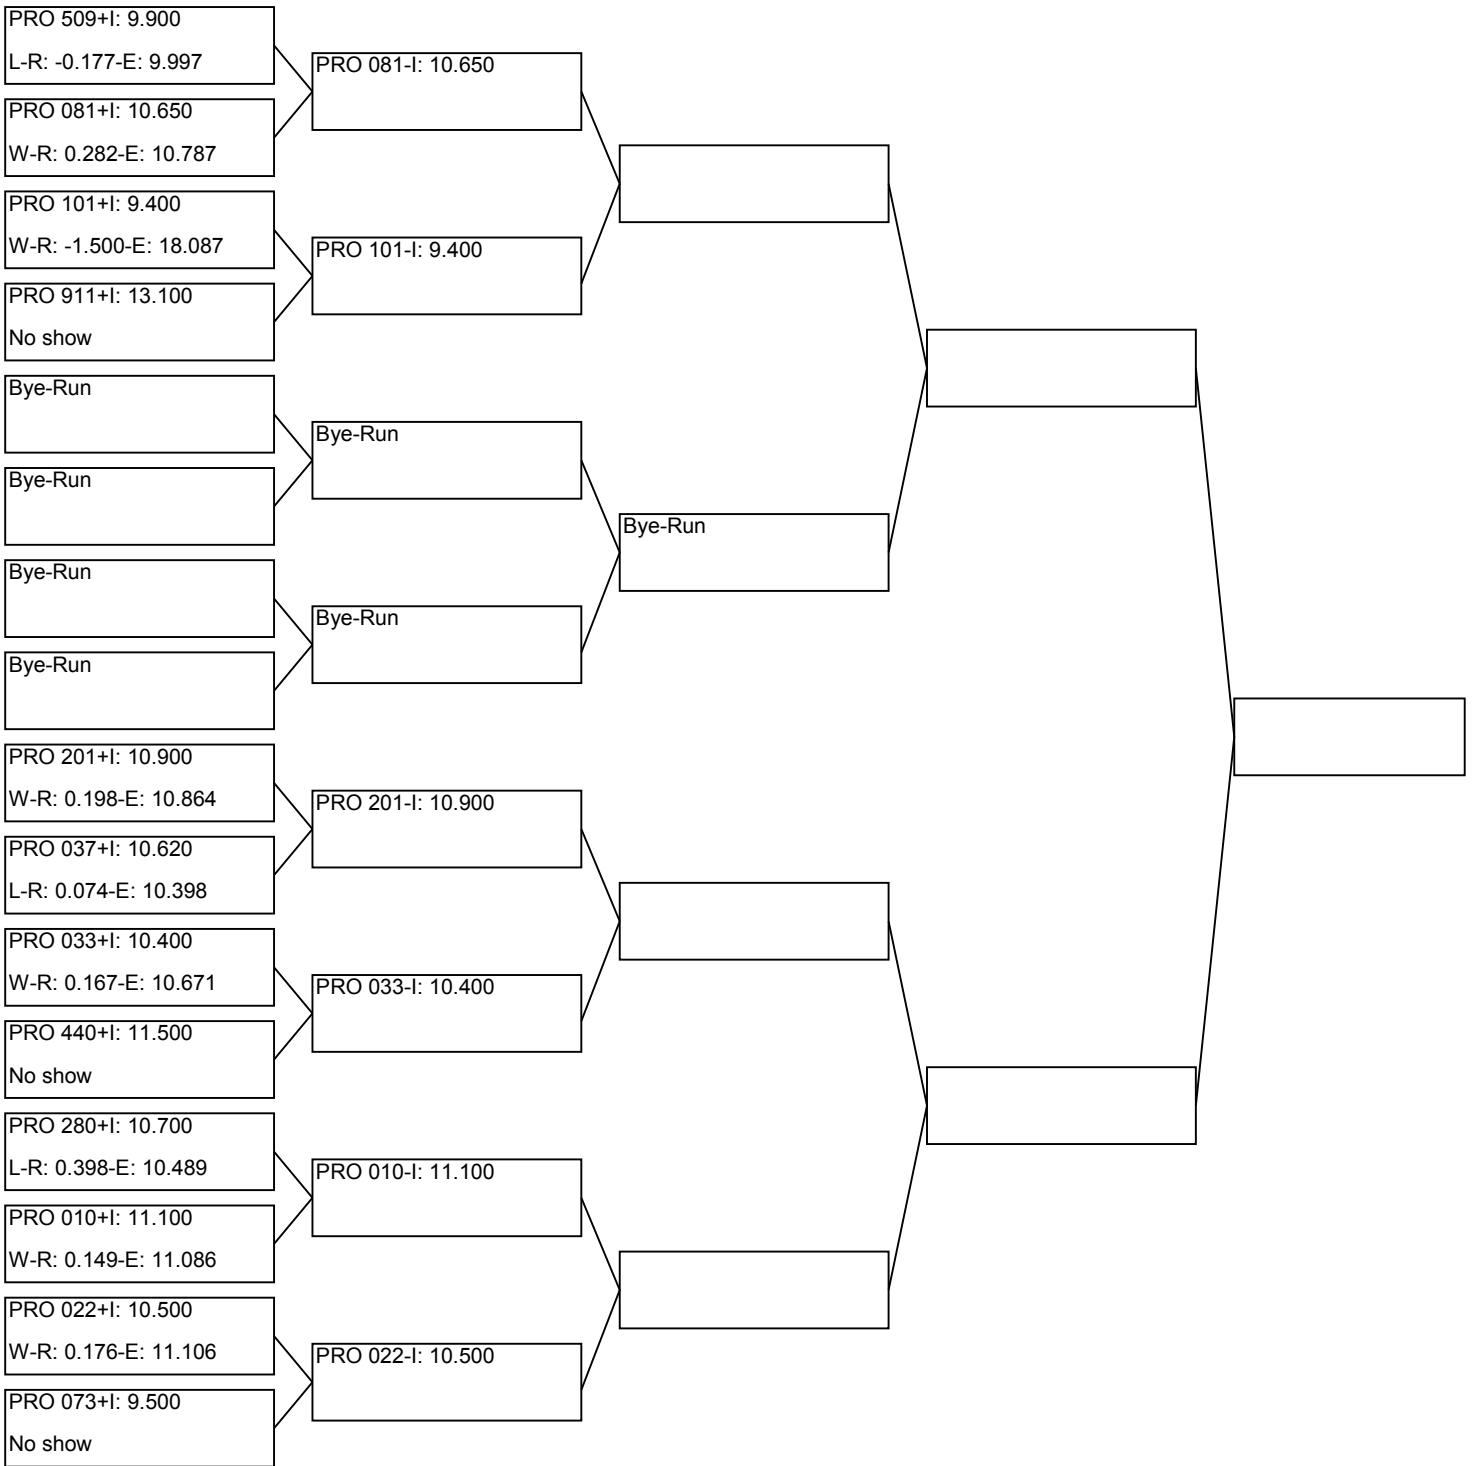 PRO 509+I: 9.900
L-R: -0.177-E: 9.997
PRO 081+I: 10.650
W-R: 0.282-E: 10.787
PRO 101+I: 9.400
W-R: -1.500-E: 18.087
PRO 911+I: 13.100
No show
Bye-Run
Bye-Run
Bye-Run
Bye-Run
PRO 201+I: 10.900
W-R: 0.198-E: 10.864
PRO 037+I: 10.620
L-R: 0.074-E: 10.398
PRO 033+I: 10.400
W-R: 0.167-E: 10.671
PRO 440+I: 11.500
No show
PRO 280+I: 10.700
L-R: 0.398-E: 10.489
PRO 010+I: 11.100
W-R: 0.149-E: 11.086
PRO 022+I: 10.500
W-R: 0.176-E: 11.106
PRO 073+I: 9.500
No show
PRO 081-I: 10.650
PRO 101-I: 9.400
Bye-Run
Bye-Run
PRO 201-I: 10.900
PRO 033-I: 10.400
PRO 010-I: 11.100
PRO 022-I: 10.500
Bye-Run